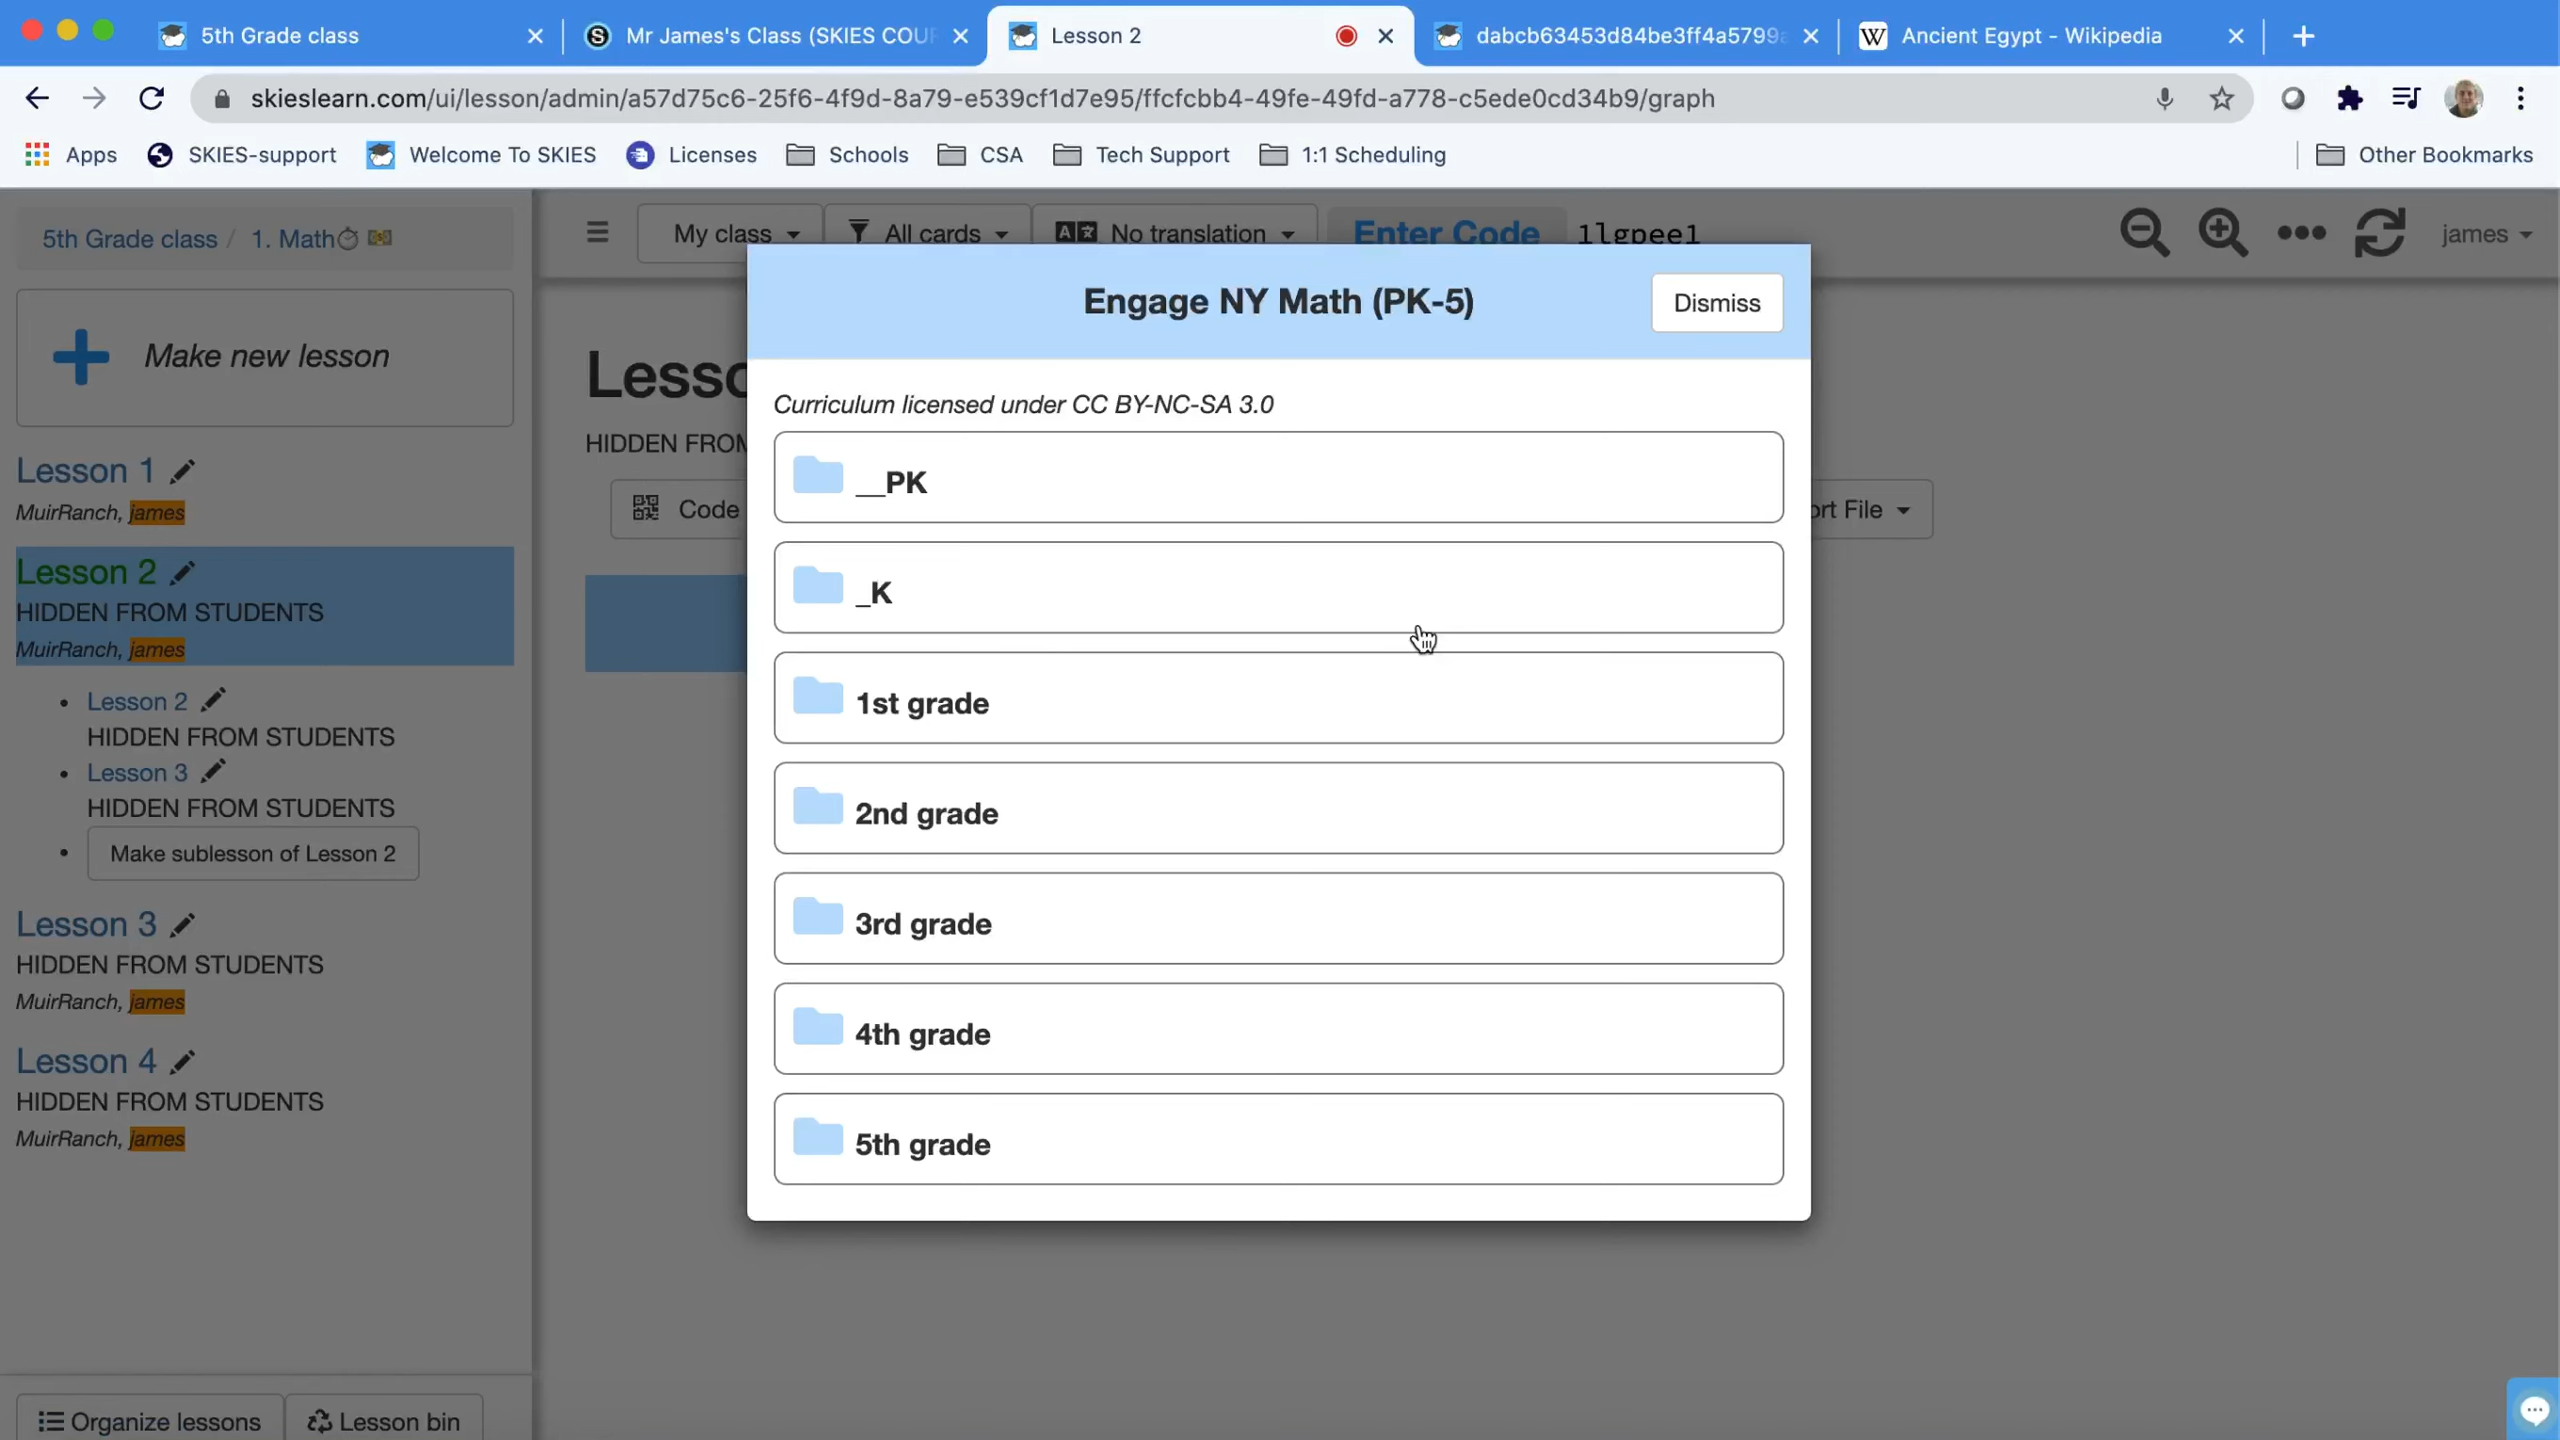 5th Grade class
Mr James's Class (SKIES COUR
Lesson 2
dabcb63453d84be3ff4a5799a
W Ancient Egypt - Wikipedia
skieslearn.com/ui/lesson/admin/a57d75c6-25f6-4f9d-8a79-e539cf1d7e95/ffcfcbb4-49fe-49fd-a778-c5ede0cd34b9/graph
Apps SKIES-support Welcome To SKIES Licenses Schools CSA Tech Support 1:1 Scheduling Other Bookmarks
5th Grade class / 1. Math
My class All cards No translation Enter Code 1lgpee1 james
Make new lesson
Lesson 1
MuirRanch, james
Lesson 2
HIDDEN FROM STUDENTS
MuirRanch, james
• Lesson 2
HIDDEN FROM STUDENTS
• Lesson 3
HIDDEN FROM STUDENTS
• Make sublesson of Lesson 2
Lesson 3
HIDDEN FROM STUDENTS
MuirRanch, james
Lesson 4
HIDDEN FROM STUDENTS
MuirRanch, james
Organize lessons Lesson bin
Lesso
HIDDEN FROM
Code
ort File
Engage NY Math (PK-5)
Dismiss
Curriculum licensed under CC BY-NC-SA 3.0
__PK
_K
1st grade
2nd grade
3rd grade
4th grade
5th grade